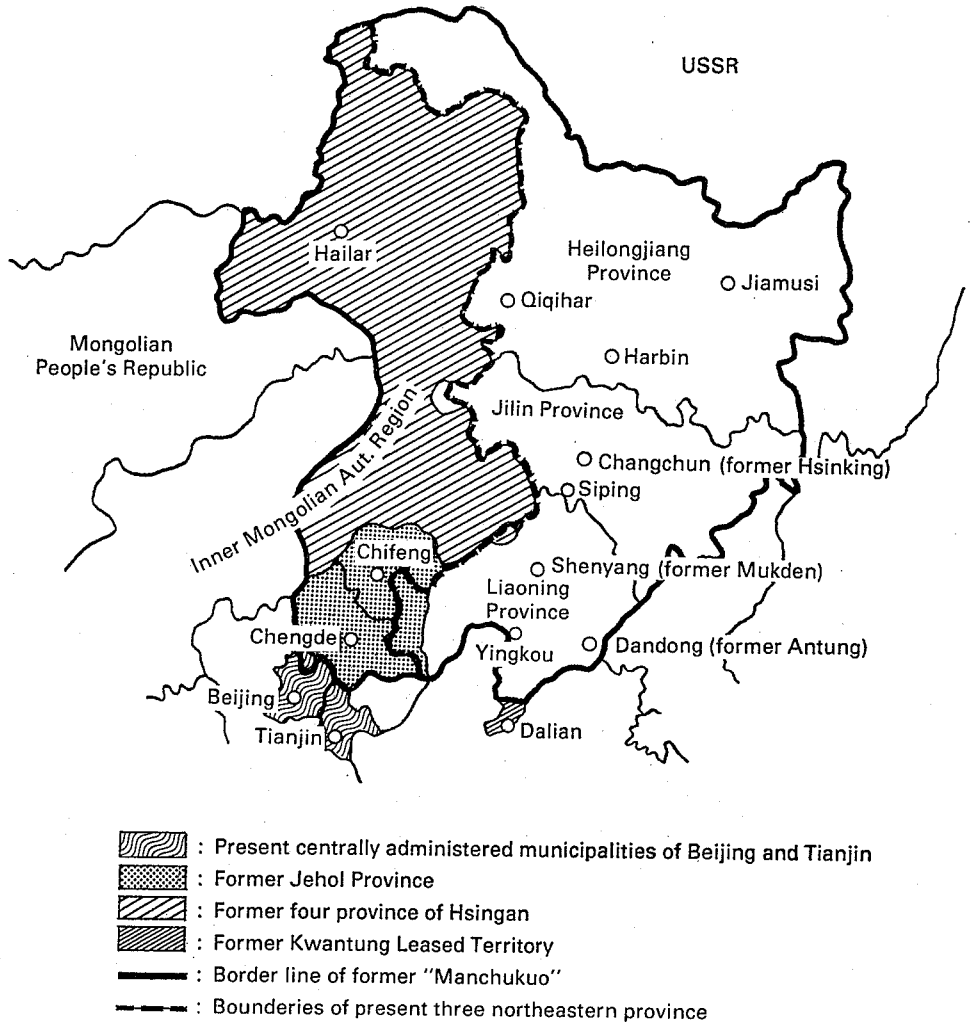 USSR
Hailar
Heilongjiang
Province
Jiamusi
Qiqihar
Mongolian
People's Republic
Harbin
Inner Mongolian Aut. Region
Jilin Province
Changchun (former Hsinking)
Siping
Chifeng
Shenyang (former Mukden)
Liaoning
Province
Chengde
Yingkou
Dandong (former Antung)
Beijing
Tianjin
Dalian
: Present centrally administered municipalities of Beijing and Tianjin
: Former Jehol Province
: Former four province of Hsingan
: Former Kwantung Leased Territory
: Border line of former "Manchukuo"
: Bounderies of present three northeastern province